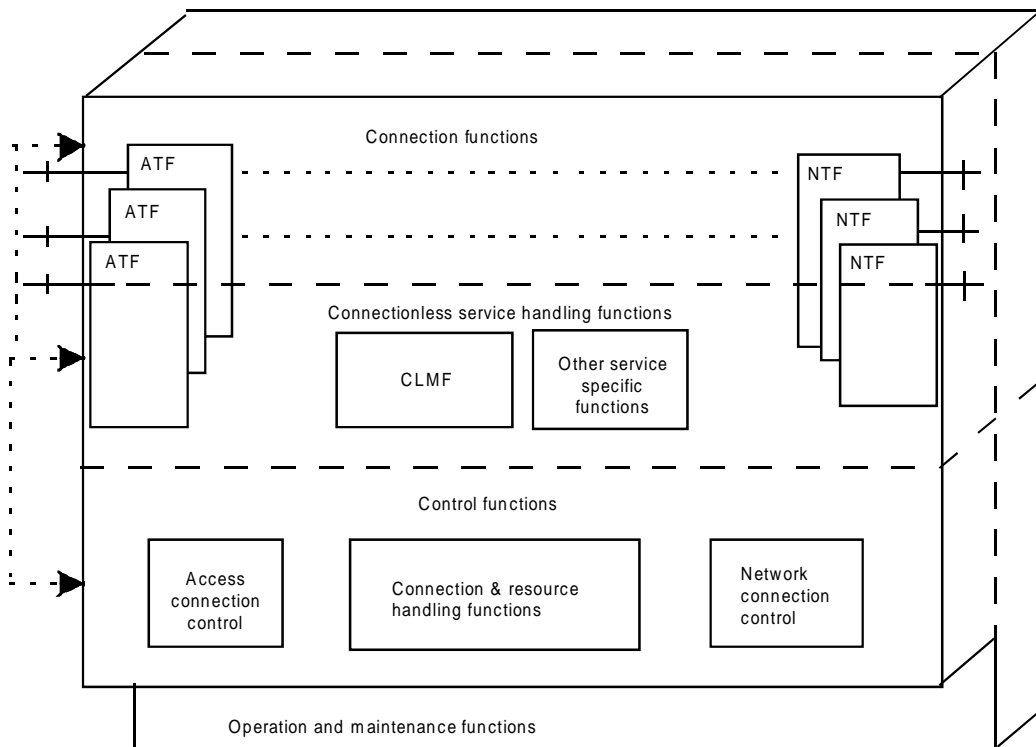 Connection functions
ATF
NTF
ATF
NTF
ATF
NTF
Connectionless service handling functions
CLMF
Other service
specific
functions
Control functions
Access
connection
control
Connection & resource
handling functions
Network
connection
control
Operation and maintenance functions